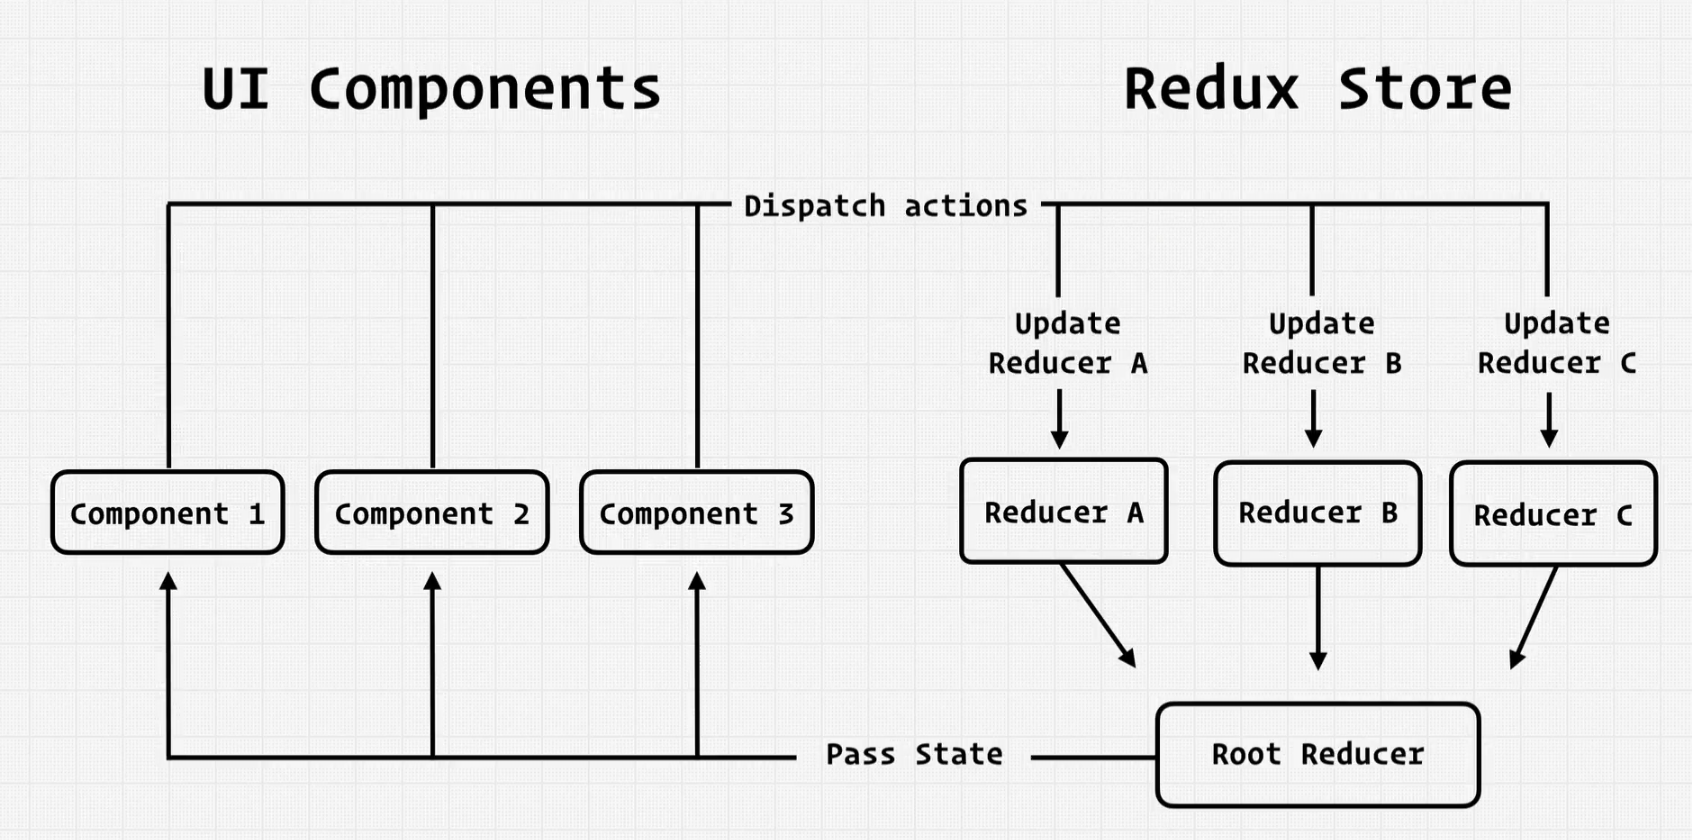 UI Components
Redux Store
Dispatch actions
Update
Reducer A
Update
Reducer B
Update
Reducer C
Component 1
Component 2
Component 3
Reducer A
Reducer B
Reducer C
Pass State
Root Reducer